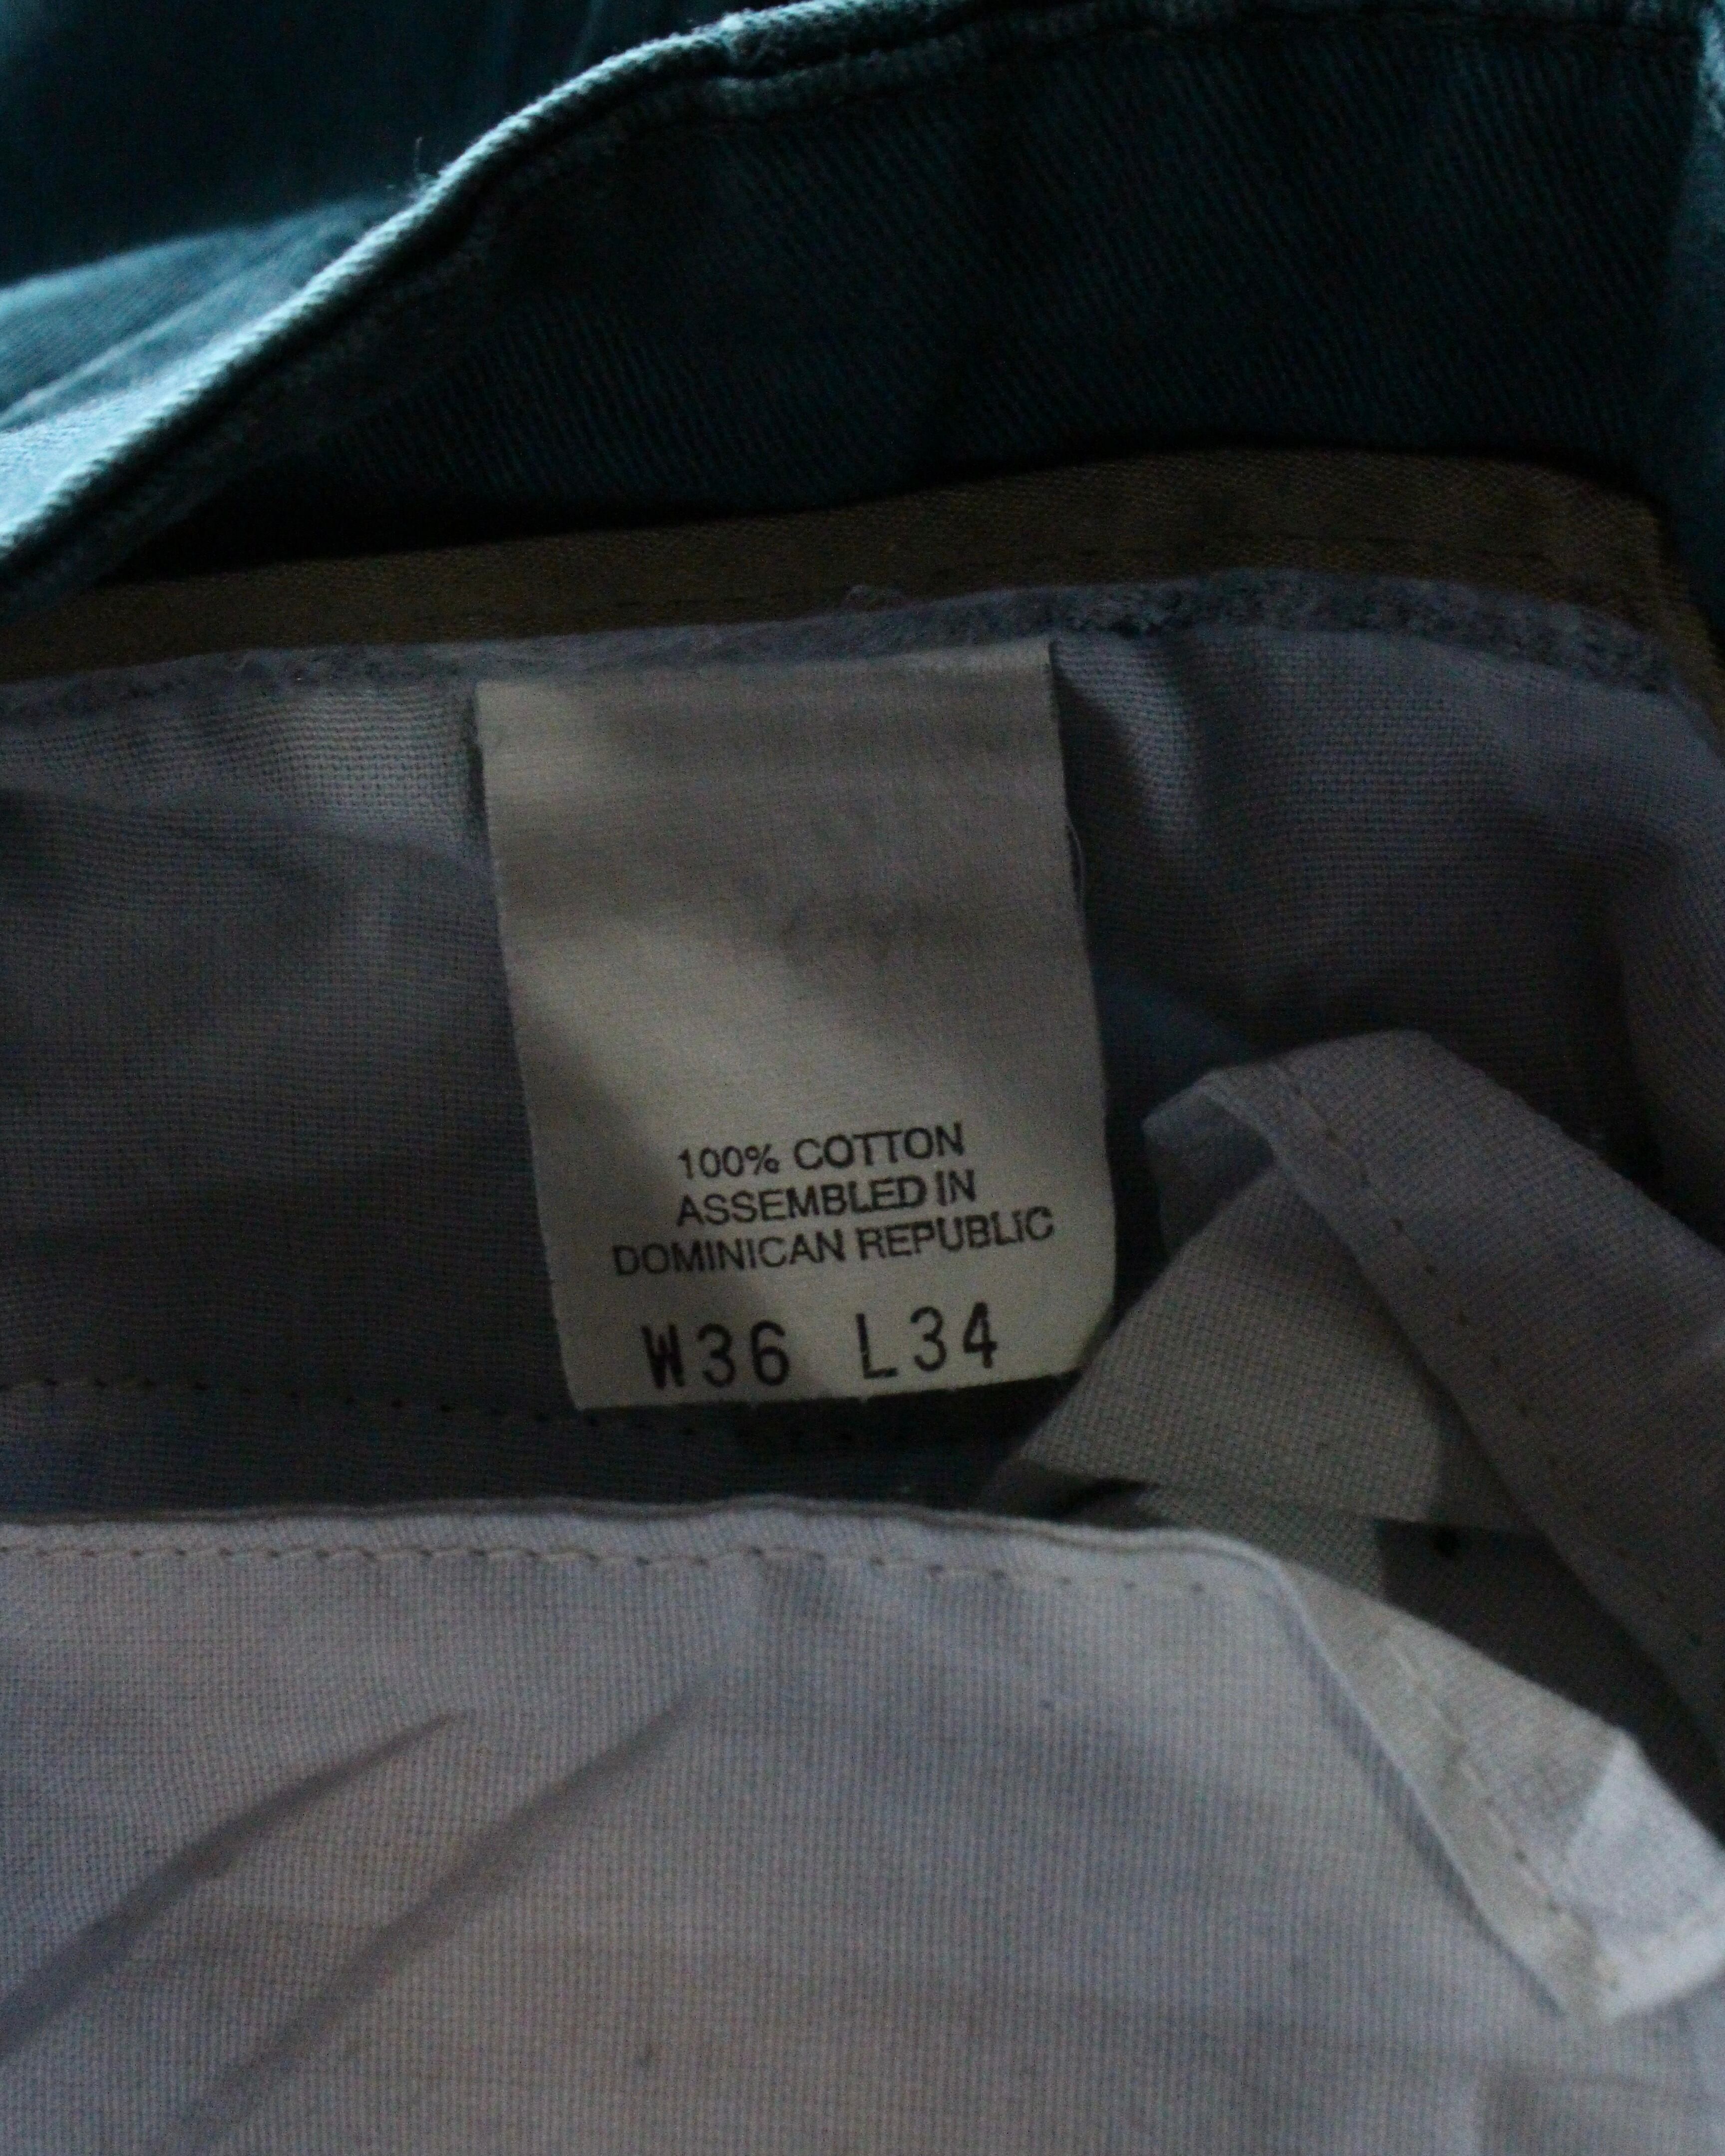 100% COTTON
ASSEMBLED IN
DOMINICAN REPUBLIC
W36 L34